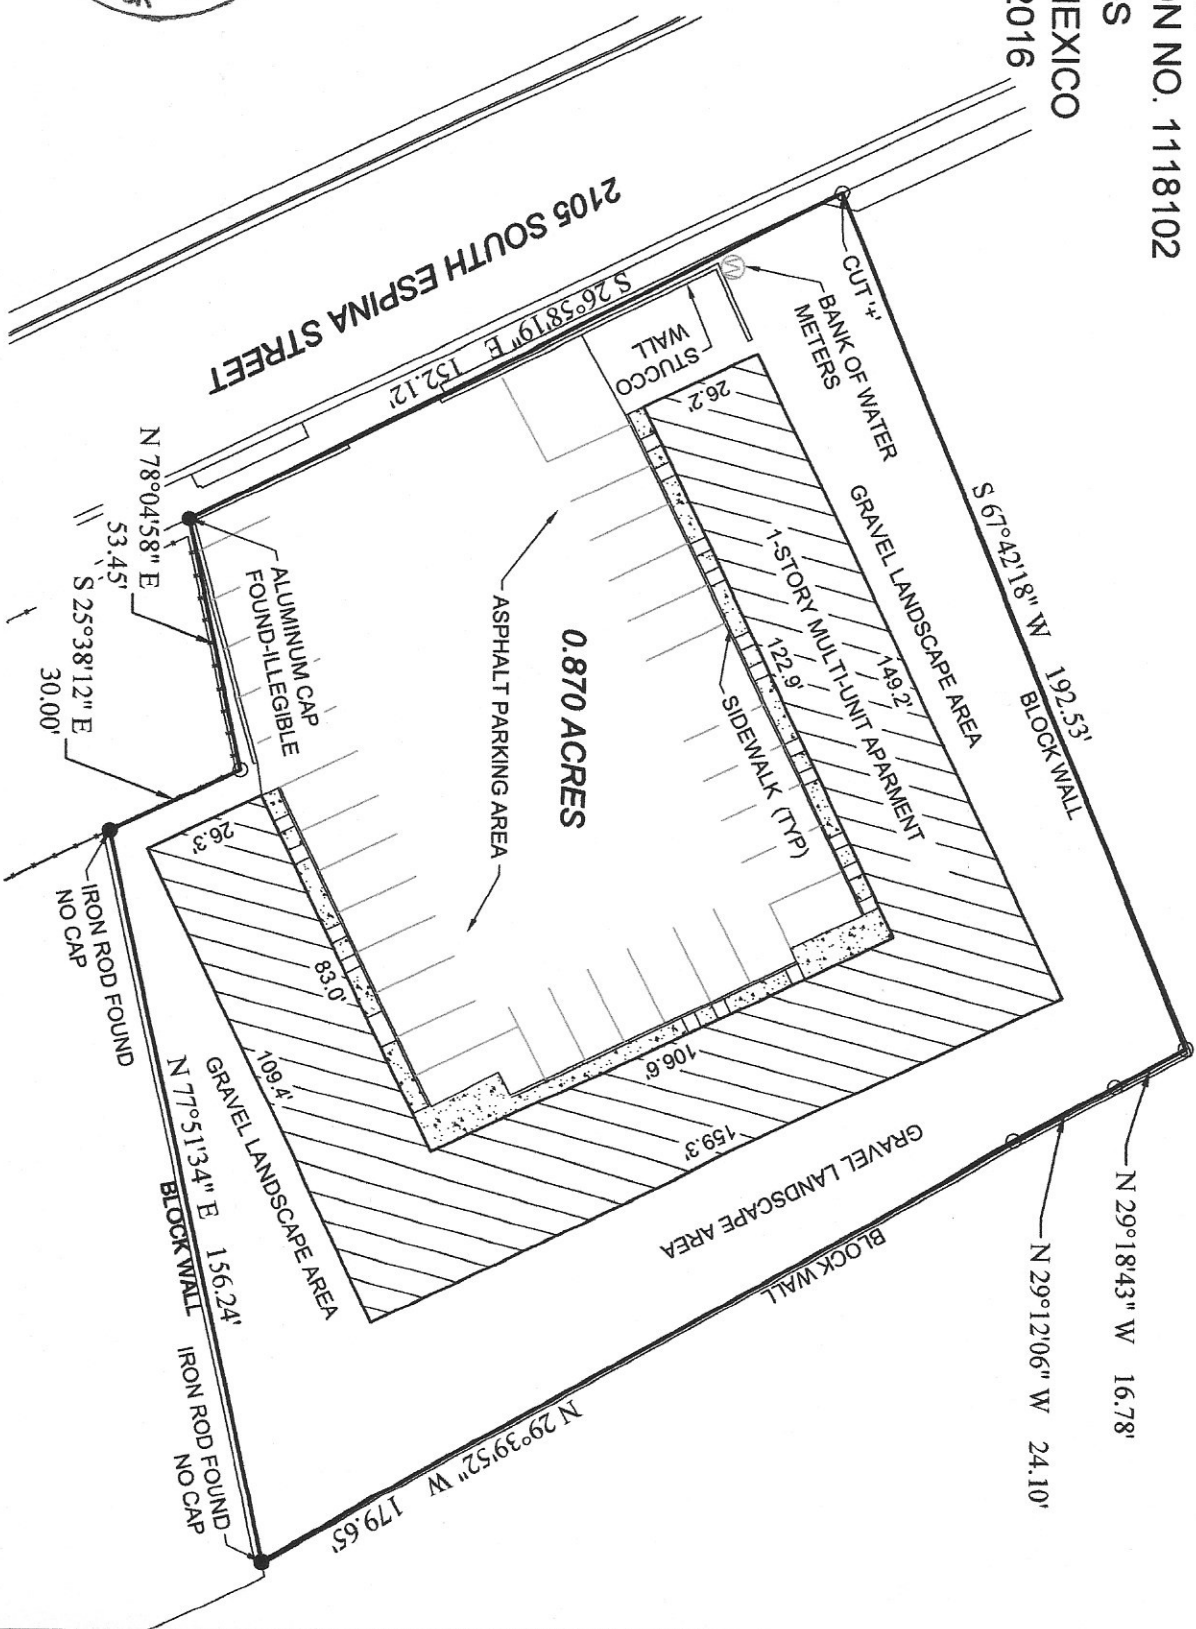 ON NO. 1118102
S
MEXICO
2016
2105 SOUTH ESPINA STREET
S 26°58'19" E 152.12'
CUT '+'
BANK OF WATER
METERS
STUCCO
WALL
S 67°42'18" W 192.53'
BLOCK WALL
GRAVEL LANDSCAPE AREA
26.2'
149.2'
1-STORY MULTI-UNIT APARMENT
122.9'
SIDEWALK (TYP)
0.870 ACRES
ASPHALT PARKING AREA
N 78°04'58" E
53.45'
ALUMINUM CAP
FOUND-ILLEGIBLE
S 25°38'12" E
30.00'
IRON ROD FOUND
NO CAP
26.3'
83.0'
109.4'
106.6'
159.3'
GRAVEL LANDSCAPE AREA
GRAVEL LANDSCAPE AREA
BLOCK WALL
N 29°18'43" W 16.78'
N 29°12'06" W 24.10'
N 29°39'52" W 179.65'
N 77°51'34" E 156.24'
BLOCK WALL
IRON ROD FOUND
NO CAP